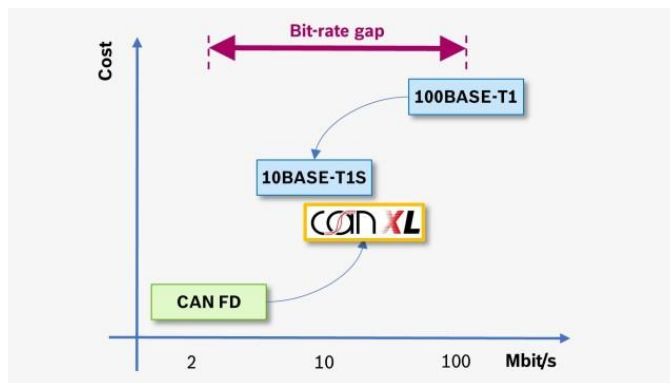 Bit-rate gap
Cost
100BASE-T1
10BASE-T1S
can XL
CAN FD
2 10 100 Mbit/s